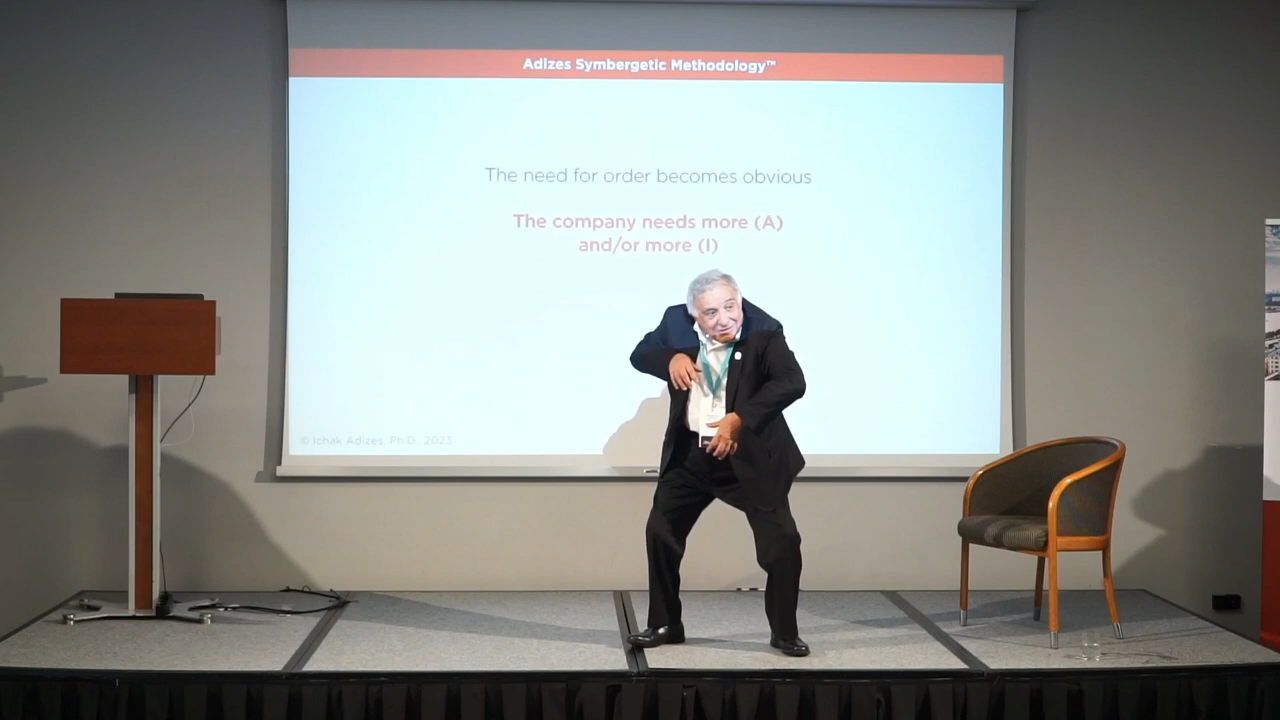 Adizes Symbergetic Methodology™
The need for order becomes obvious
The company needs more (A)
and/or more (I)
© Ichak Adizes, Ph.D., 2023